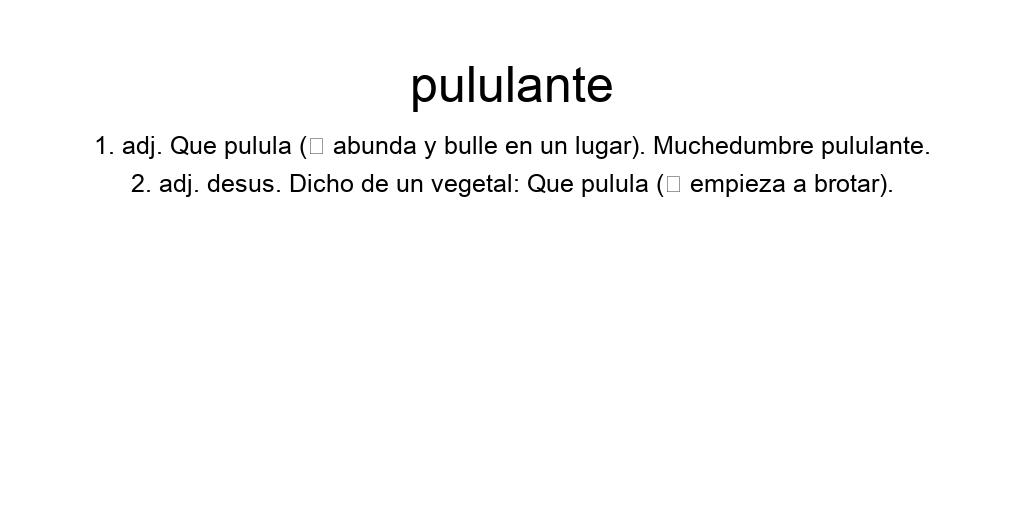 pululante
1. adj. Que pulula (□ abunda y bulle en un lugar). Muchedumbre pululante.
2. adj. desus. Dicho de un vegetal: Que pulula (□ empieza a brotar).